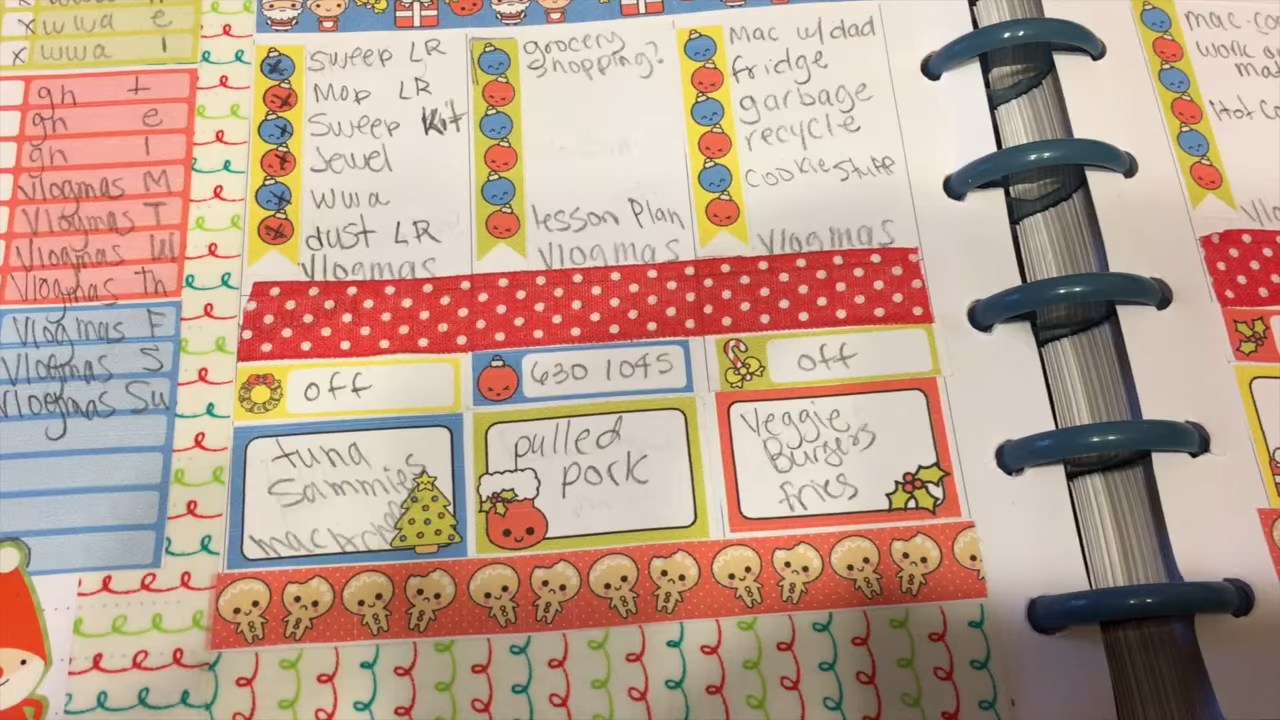 x wwa e
x wwa l
gh t
gh e
gh l
Vlogmas M
Vlogmas T
Vlogmas W
Vlogmas Th
Vlogmas F
Vlogmas S
Vlogmas Su
sweep LR
Mop LR
Sweep Kit
Jewel
wwa
dust LR
Vlogmas
grocery
shopping?
lesson Plan
Vlogmas
Mac w/ dad
fridge
garbage
recycle
cookie stuff
Vlogmas
off
630 1045
off
tuna
Sammies
pulled
pork
Veggie
Burgers
fries
work
Hot